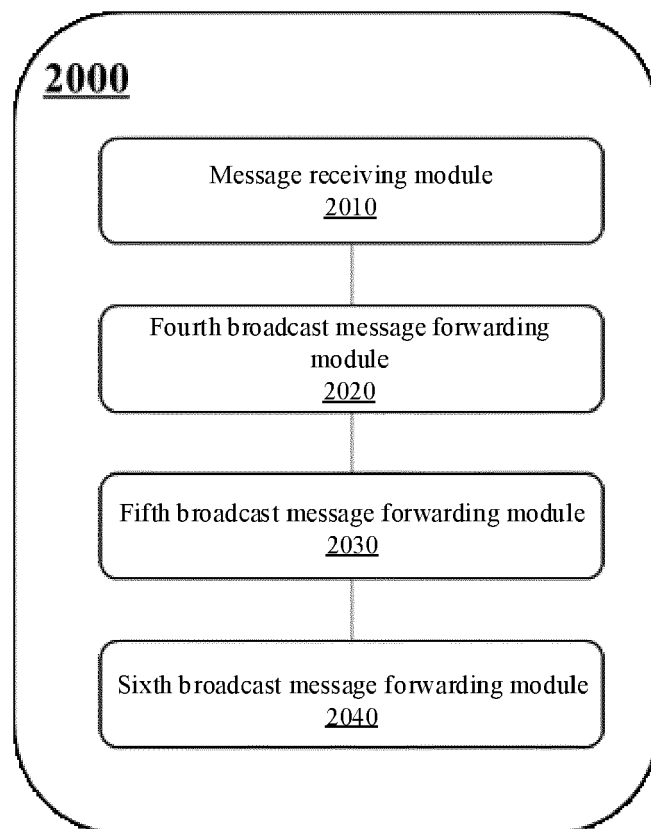 2000
Message receiving module
2010
Fourth broadcast message forwarding
module
2020
Fifth broadcast message forwarding module
2030
Sixth broadcast message forwarding module
2040